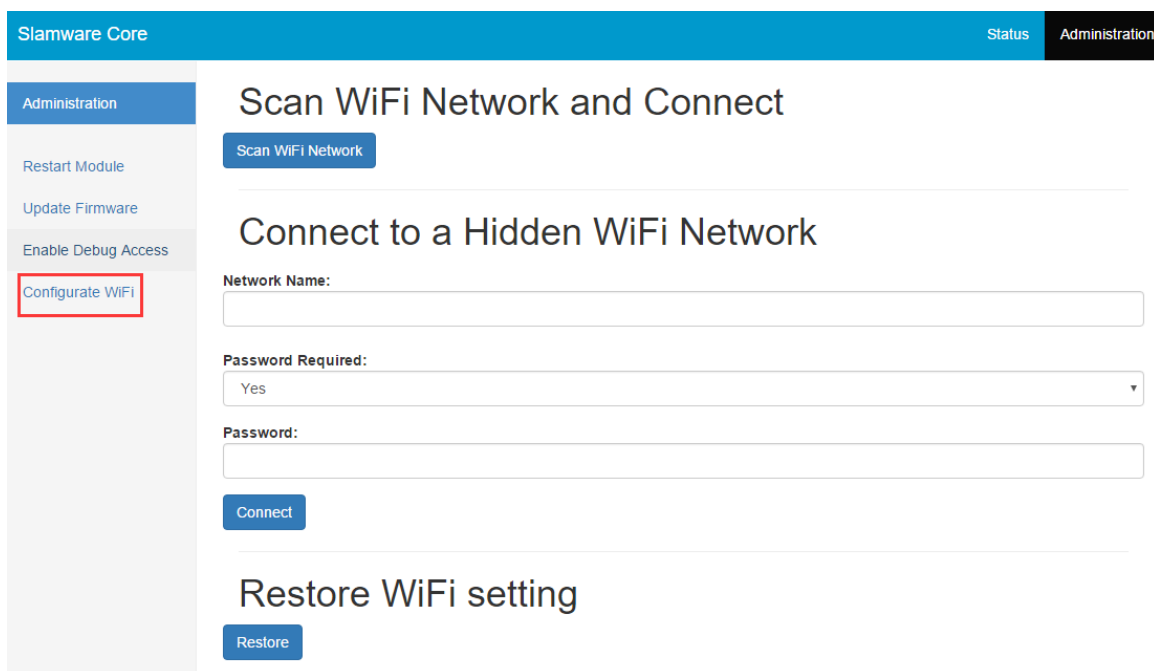 Slamware Core
Status
Administration
Administration
Restart Module
Update Firmware
Enable Debug Access
Configurate WiFi
Scan WiFi Network and Connect
Scan WiFi Network
Connect to a Hidden WiFi Network
Network Name:
Password Required:
Yes
Password:
Connect
Restore WiFi setting
Restore